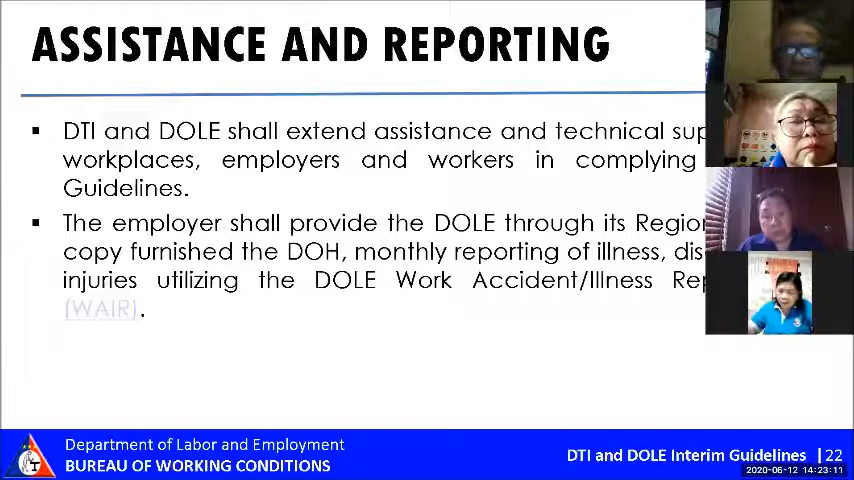 ASSISTANCE AND REPORTING
▪ DTI and DOLE shall extend assistance and technical sup
workplaces, employers and workers in complying
Guidelines.
▪ The employer shall provide the DOLE through its Region
copy furnished the DOH, monthly reporting of illness, dis
injuries utilizing the DOLE Work Accident/Illness Rep
(WAIR).
Department of Labor and Employment
BUREAU OF WORKING CONDITIONS
DTI and DOLE Interim Guidelines |22
2020-06-12 14:23:11